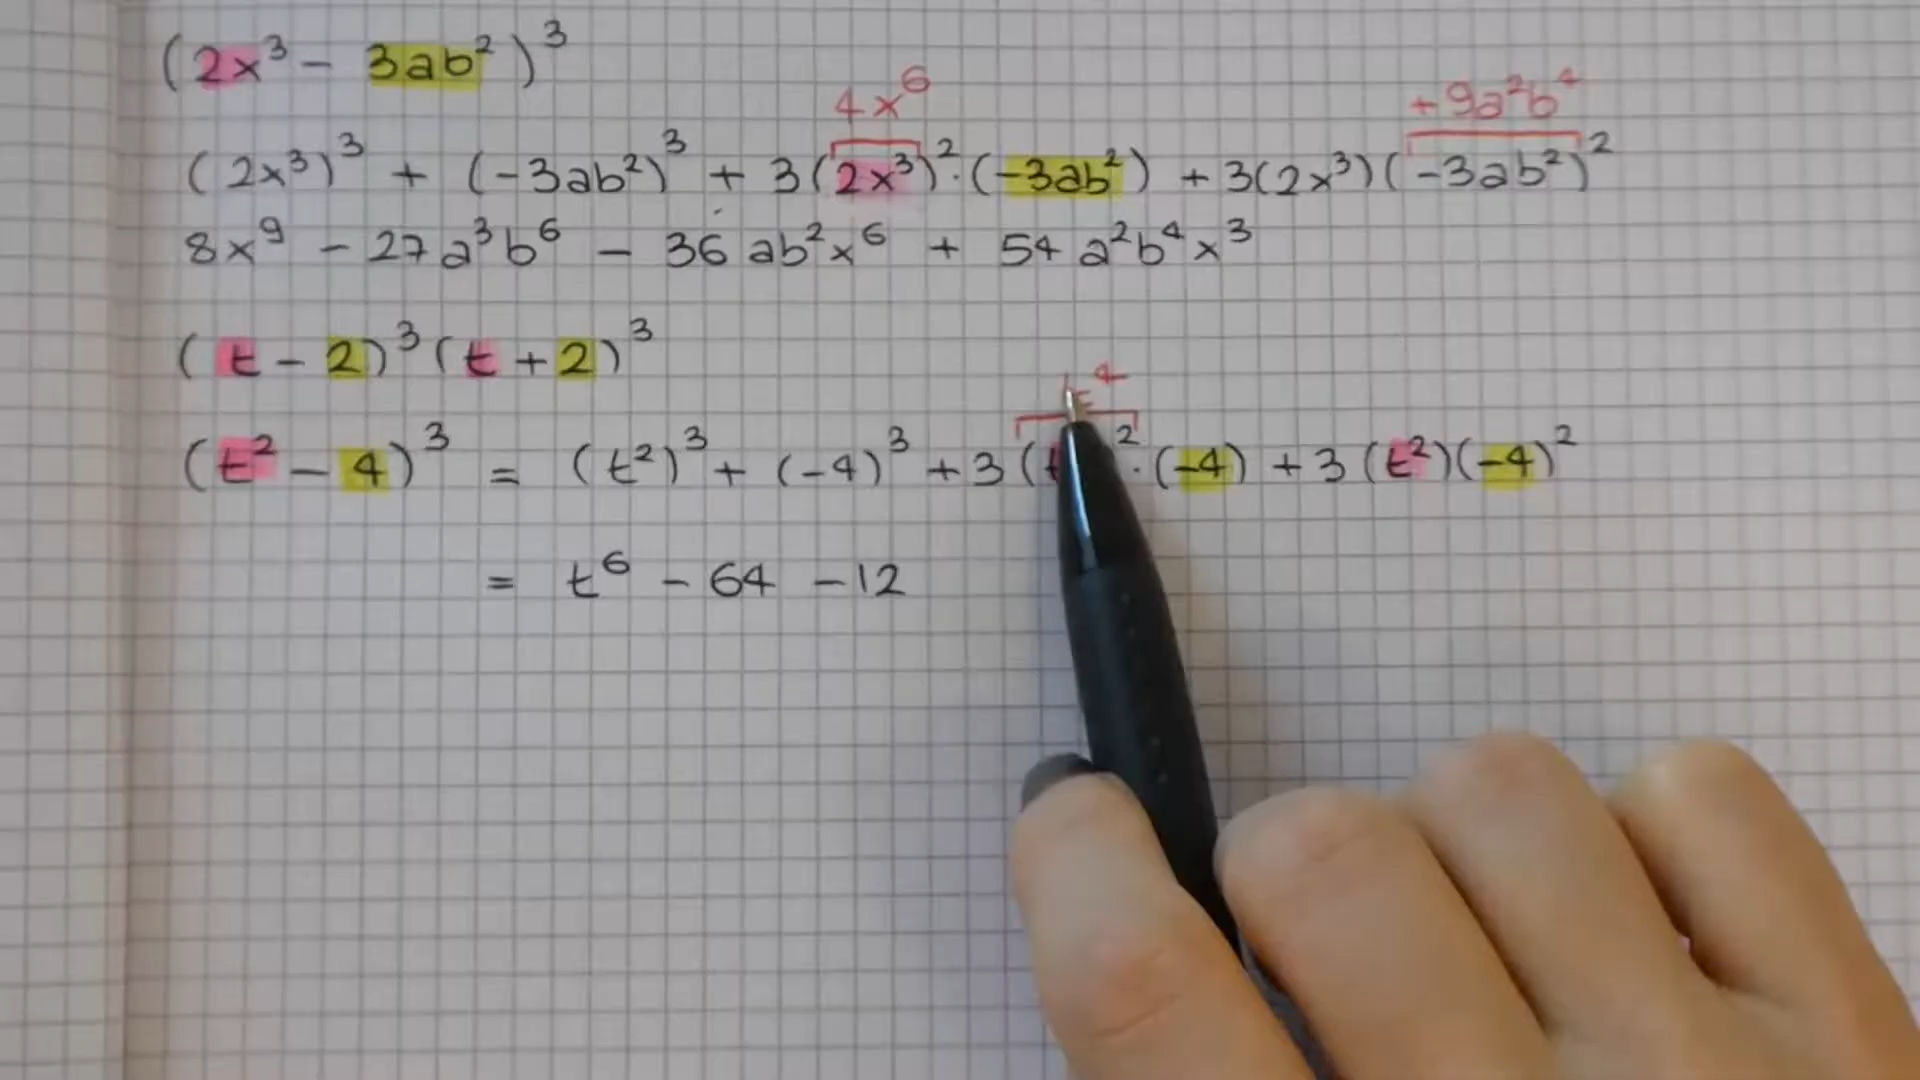 (2x³ - 3ab²)³
4x⁶ +9a²b⁴
(2x³)³ + (-3ab²)³ + 3(2x³)²·(-3ab²) + 3(2x³)(-3ab²)²
8x⁹ - 27a³b⁶ - 36ab²x⁶ + 54a²b⁴x³
(t - 2)³(t + 2)³
t⁴
(t² - 4)³ = (t²)³ + (-4)³ + 3(t ²·(-4) + 3(t²)(-4)²
= t⁶ - 64 - 12